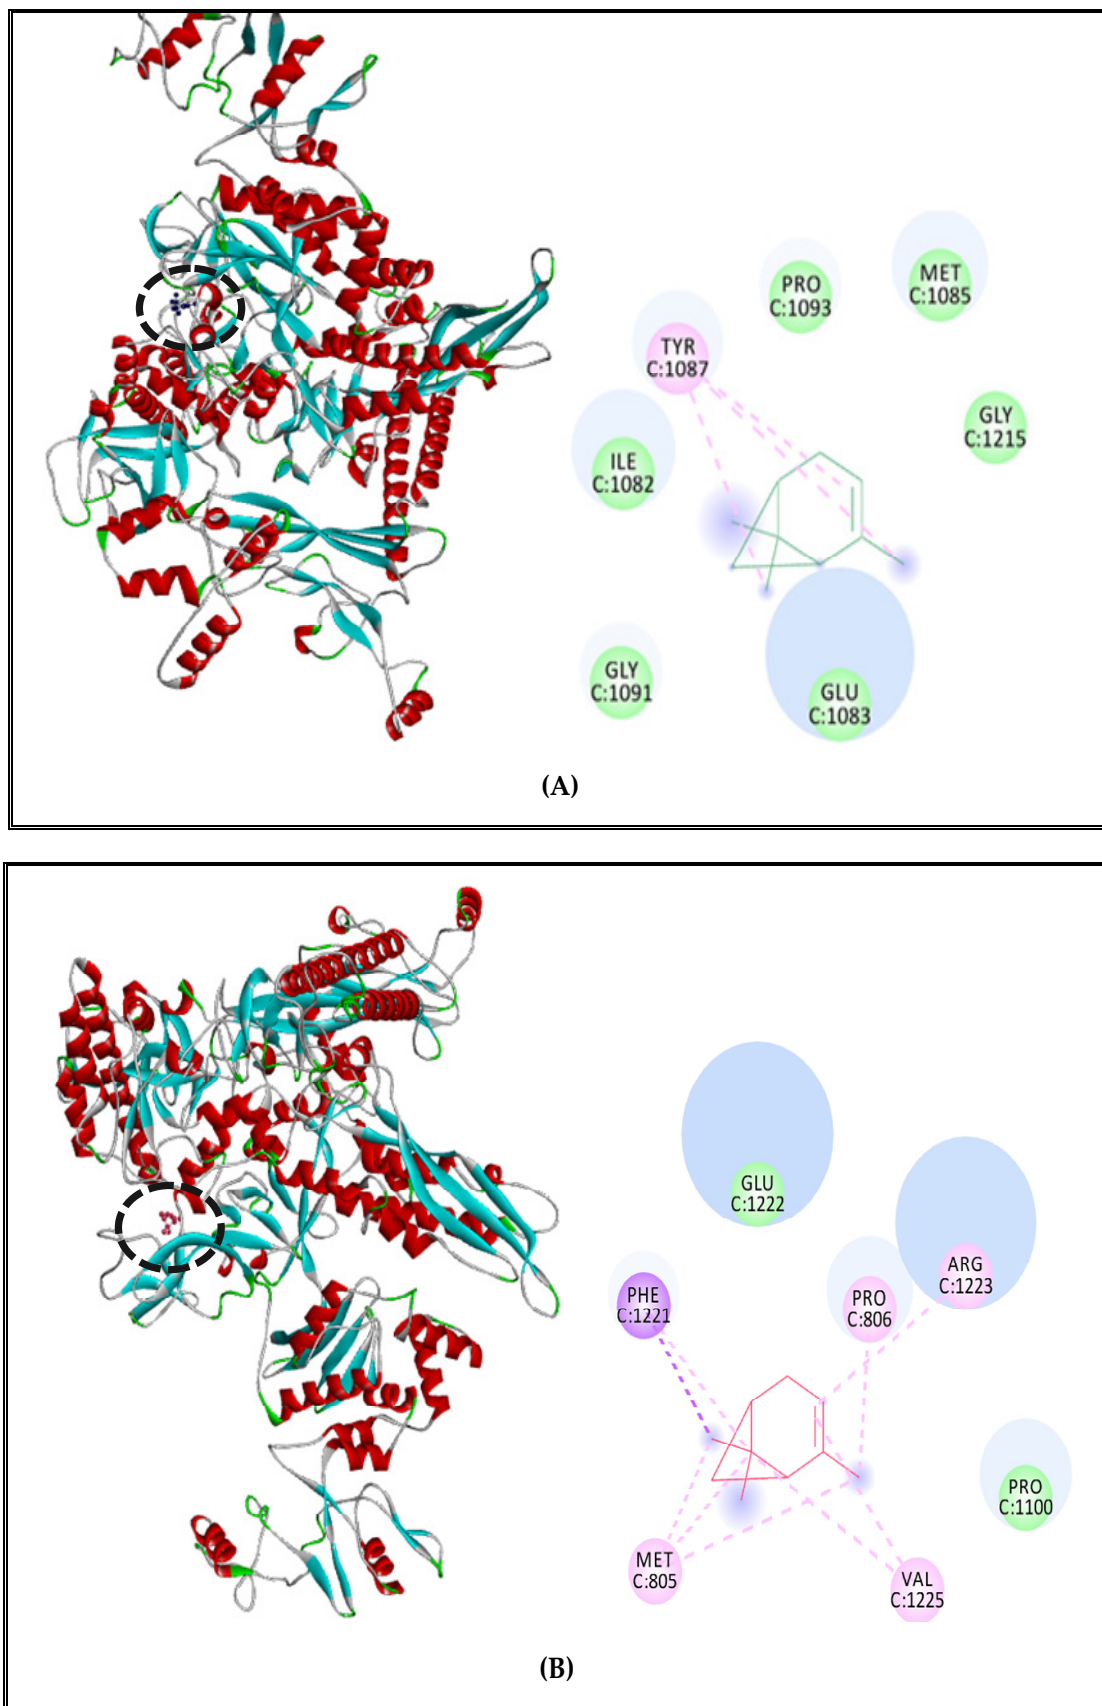 PRO
C:1093
MET
C:1085
TYR
C:1087
GLY
C:1215
ILE
C:1082
GLY
C:1091
GLU
C:1083
(A)
GLU
C:1222
ARG
C:1223
PHE
C:1221
PRO
C:806
PRO
C:1100
MET
C:805
VAL
C:1225
(B)